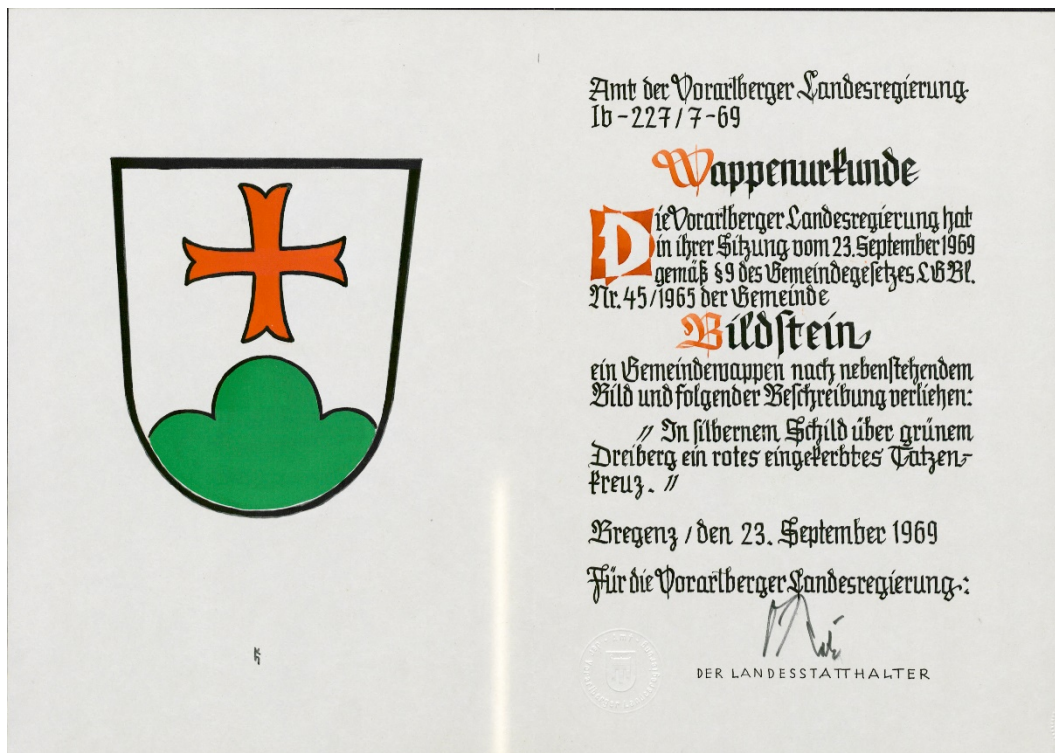 Amt der Vorarlberger Landesregierung
Ib-227/7-69
Wappenurkunde
Die Vorarlberger Landesregierung hat
in ihrer Sitzung vom 23. September 1969
gemäß §9 des Gemeindegesetzes LGBl.
Nr. 45/1965 der Gemeinde
Bildstein
ein Gemeindewappen nach nebenstehendem
Bild und folgender Beschreibung verliehen:
" In silbernem Schild über grünem
Dreiberg ein rotes eingekerbtes Tatzen-
kreuz. "
Bregenz, den 23. September 1969
Für die Vorarlberger Landesregierung:
DER LANDESSTATTHALTER